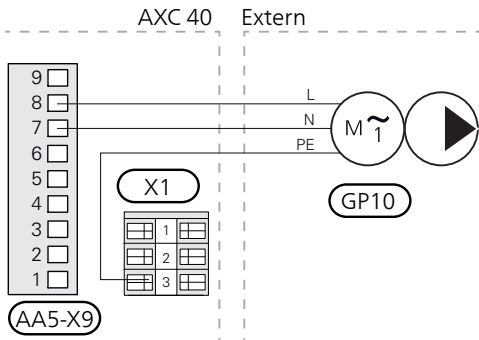 AXC 40 Extern
9
8 L
7 N
6 PE
M ~ 1
5
X1
4
GP10
3
1
2
2
1
3
AA5-X9